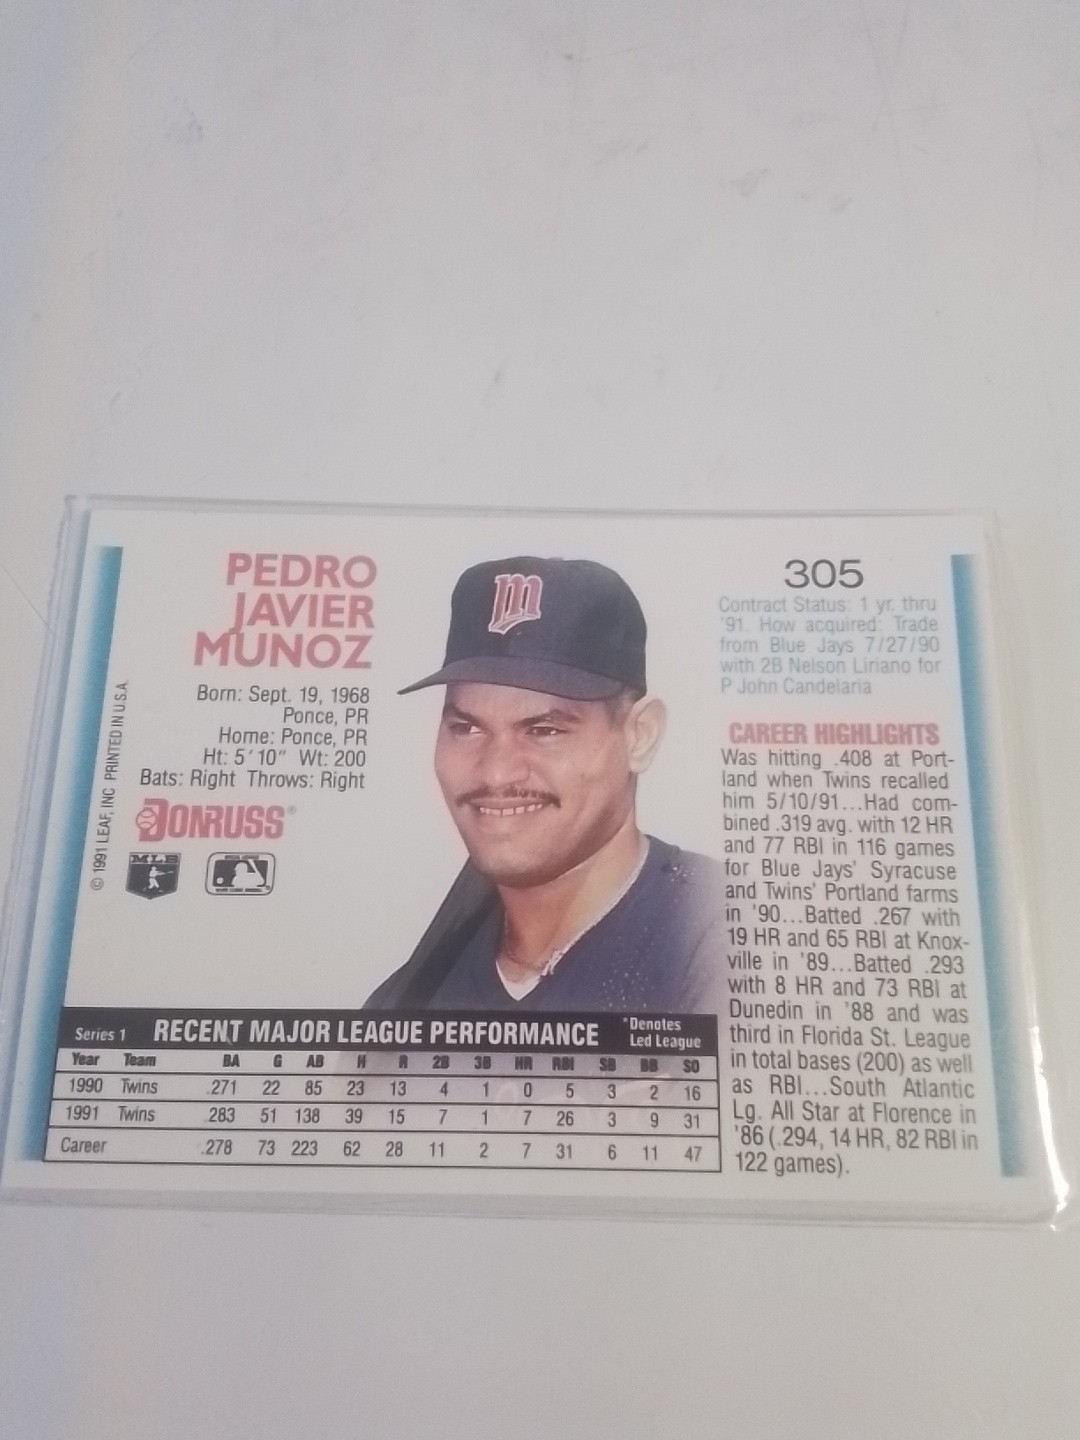 PEDRO
JAVIER
MUNOZ
Born: Sept. 19, 1968
Ponce, PR
Home: Ponce, PR
Ht: 5' 10" Wt: 200
Bats: Right Throws: Right
DONRUSS®
MLB
© 1991 LEAF, INC PRINTED IN U.S.A.
m
305
Contract Status: 1 yr. thru
'91. How acquired: Trade
from Blue Jays 7/27/90
with 2B Nelson Liriano for
P John Candelaria
CAREER HIGHLIGHTS
Was hitting .408 at Port-
land when Twins recalled
him 5/10/91...Had com-
bined .319 avg. with 12 HR
and 77 RBI in 116 games
for Blue Jays' Syracuse
and Twins' Portland farms
in '90...Batted .267 with
19 HR and 65 RBI at Knox-
ville in '89...Batted .293
with 8 HR and 73 RBI at
Dunedin in '88 and was
third in Florida St. League
in total bases (200) as well
as RBI...South Atlantic
Lg. All Star at Florence in
'86 (.294, 14 HR, 82 RBI in
122 games).
Series 1 RECENT MAJOR LEAGUE PERFORMANCE *Denotes
Led League
Year Team BA G AB H R 2B 3B HR RBI SB BB SO
1990 Twins .271 22 85 23 13 4 1 0 5 3 2 16
1991 Twins .283 51 138 39 15 7 1 7 26 3 9 31
Career .278 73 223 62 28 11 2 7 31 6 11 47